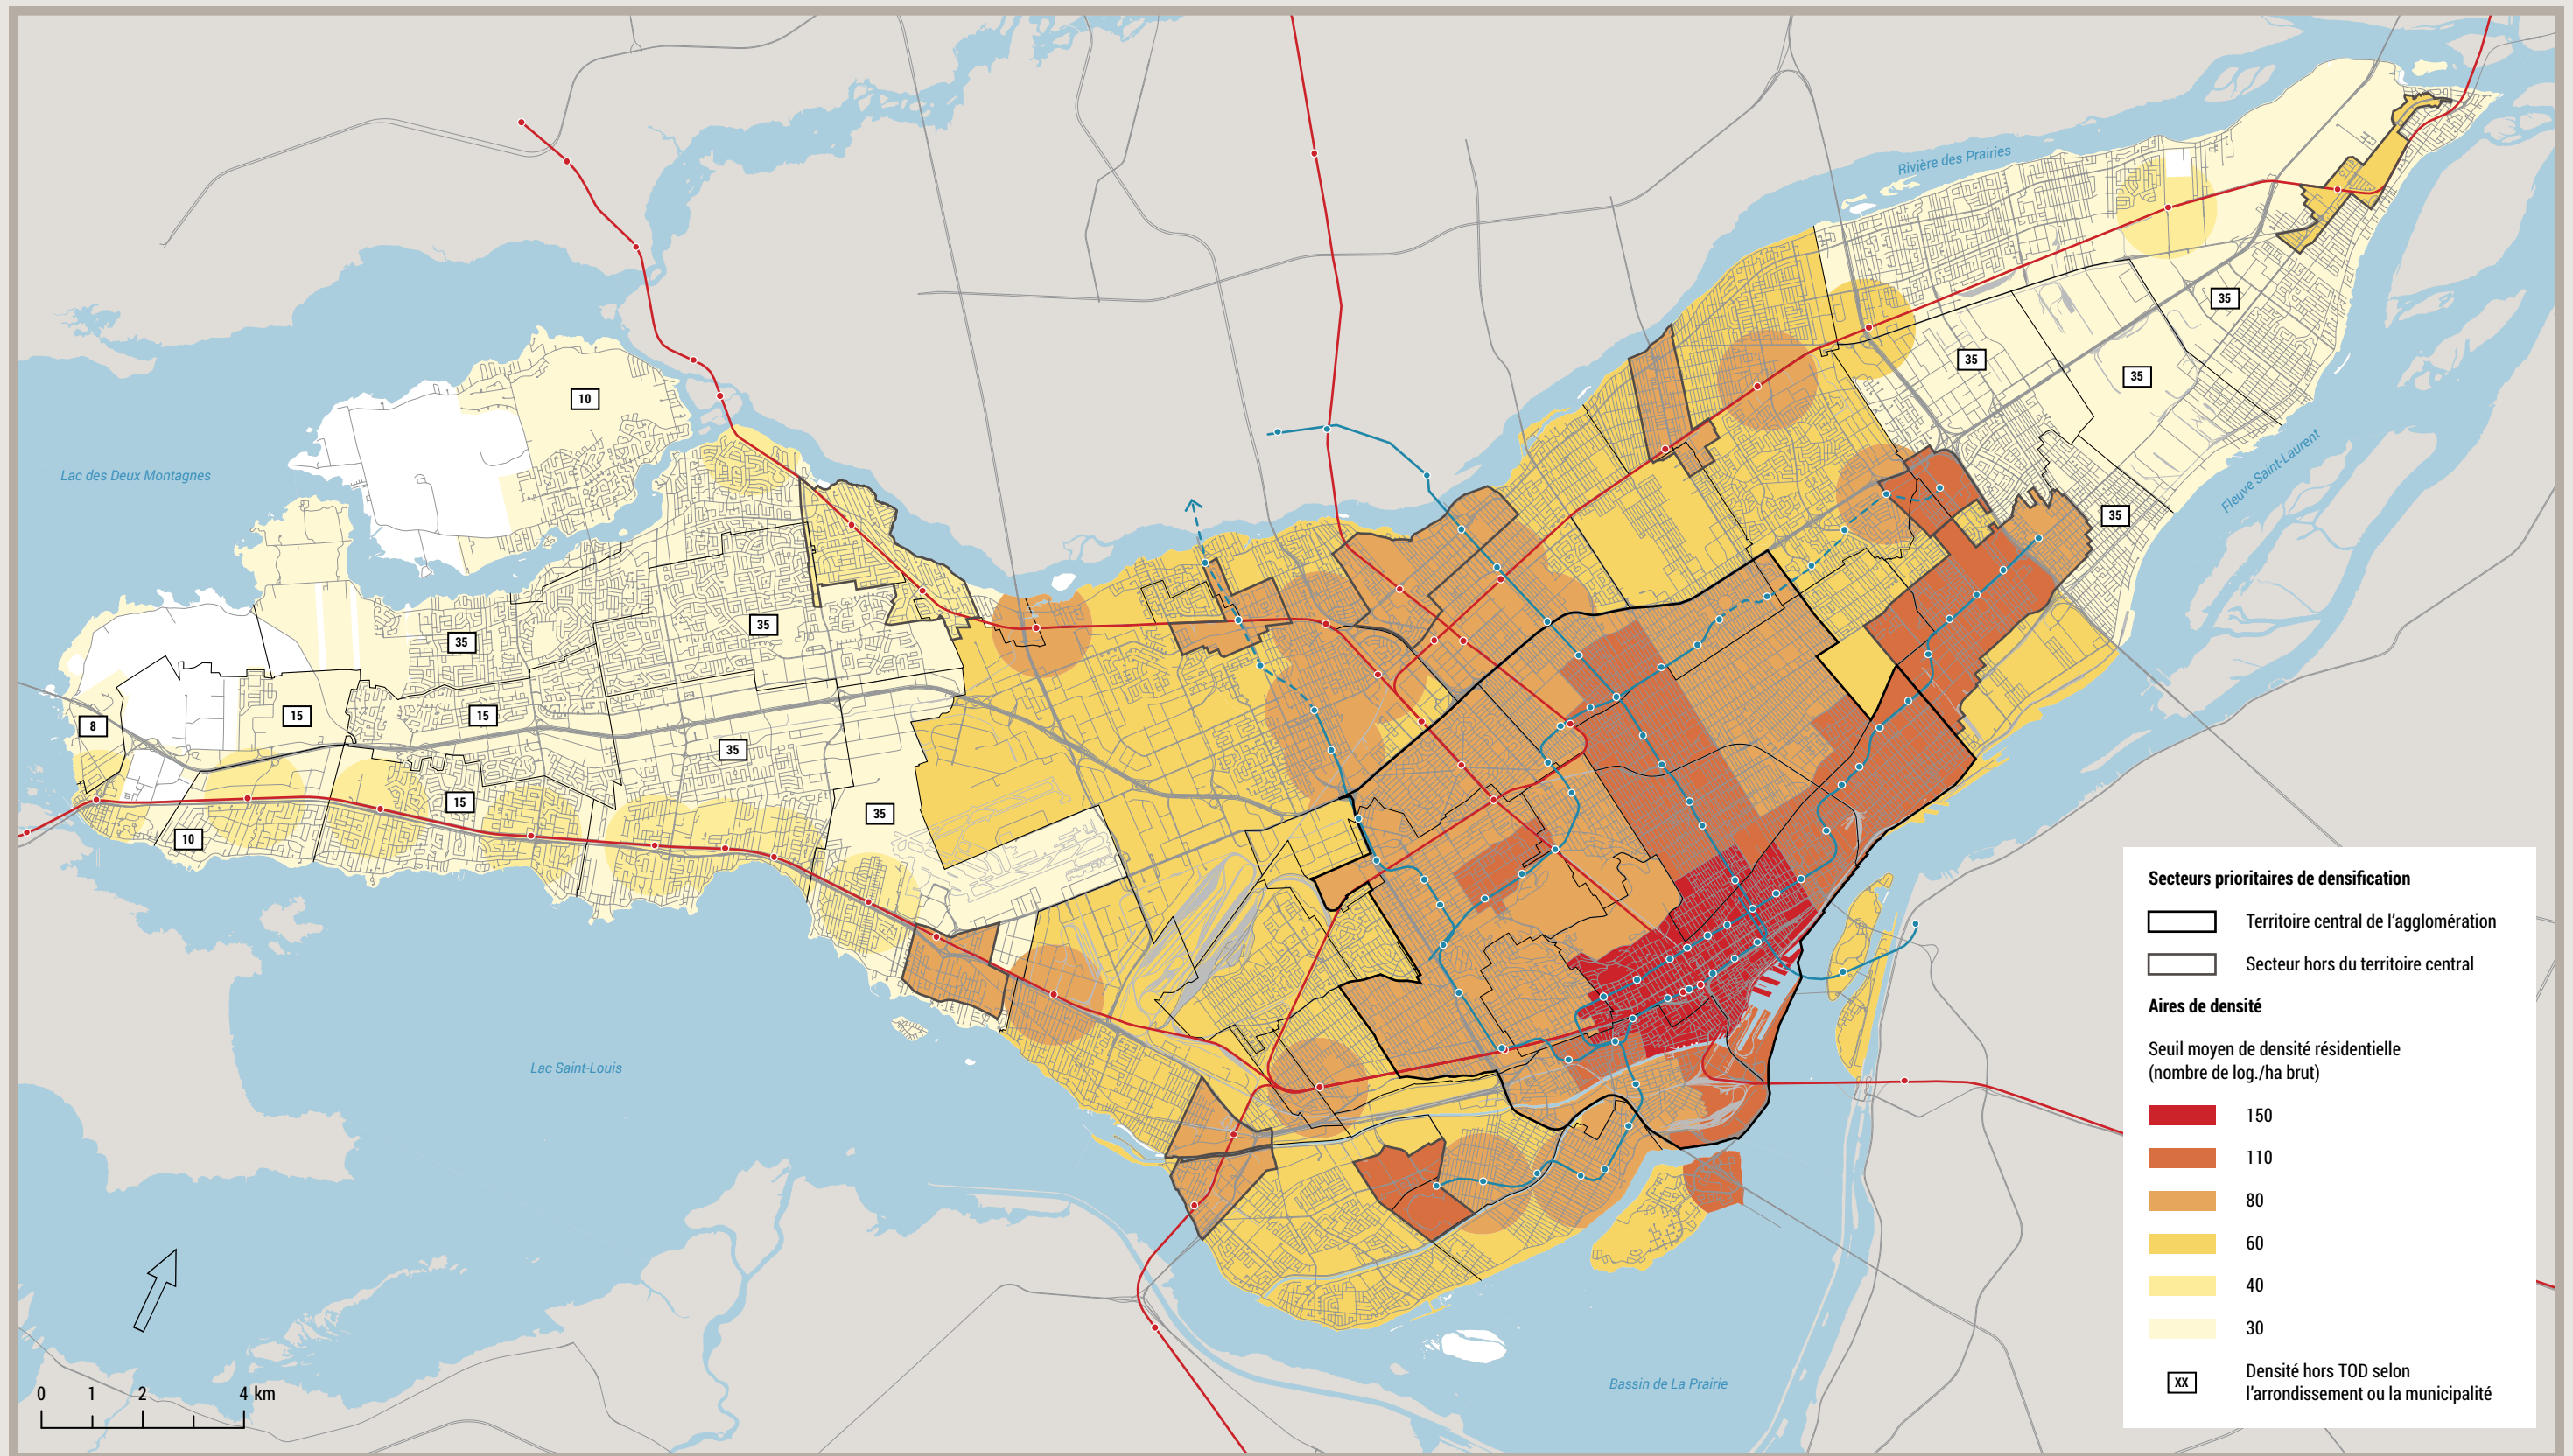 Rivière des Prairies
35
35
35
10
Lac des Deux Montagnes
Fleuve Saint-Laurent
35
35
35
15
15
8
35
15
35
10
Lac Saint-Louis
Bassin de La Prairie
0 1 2 4 km
Secteurs prioritaires de densification
Territoire central de l'agglomération
Secteur hors du territoire central
Aires de densité
Seuil moyen de densité résidentielle
(nombre de log./ha brut)
150
110
80
60
40
30
XX
Densité hors TOD selon
l'arrondissement ou la municipalité